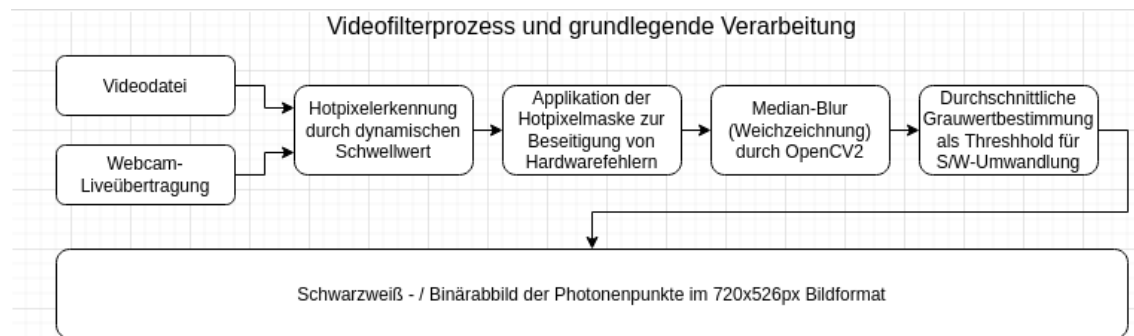 Videofilterprozess und grundlegende Verarbeitung
Videodatei
Webcam-
Liveübertragung
Hotpixelerkennung
durch dynamischen
Schwellwert
Applikation der
Hotpixelmaske zur
Beseitigung von
Hardwarefehlern
Median-Blur
(Weichzeichnung)
durch OpenCV2
Durchschnittliche
Grauwertbestimmung
als Threshhold für
S/W-Umwandlung
Schwarzweiß - / Binärabbild der Photonenpunkte im 720x526px Bildformat